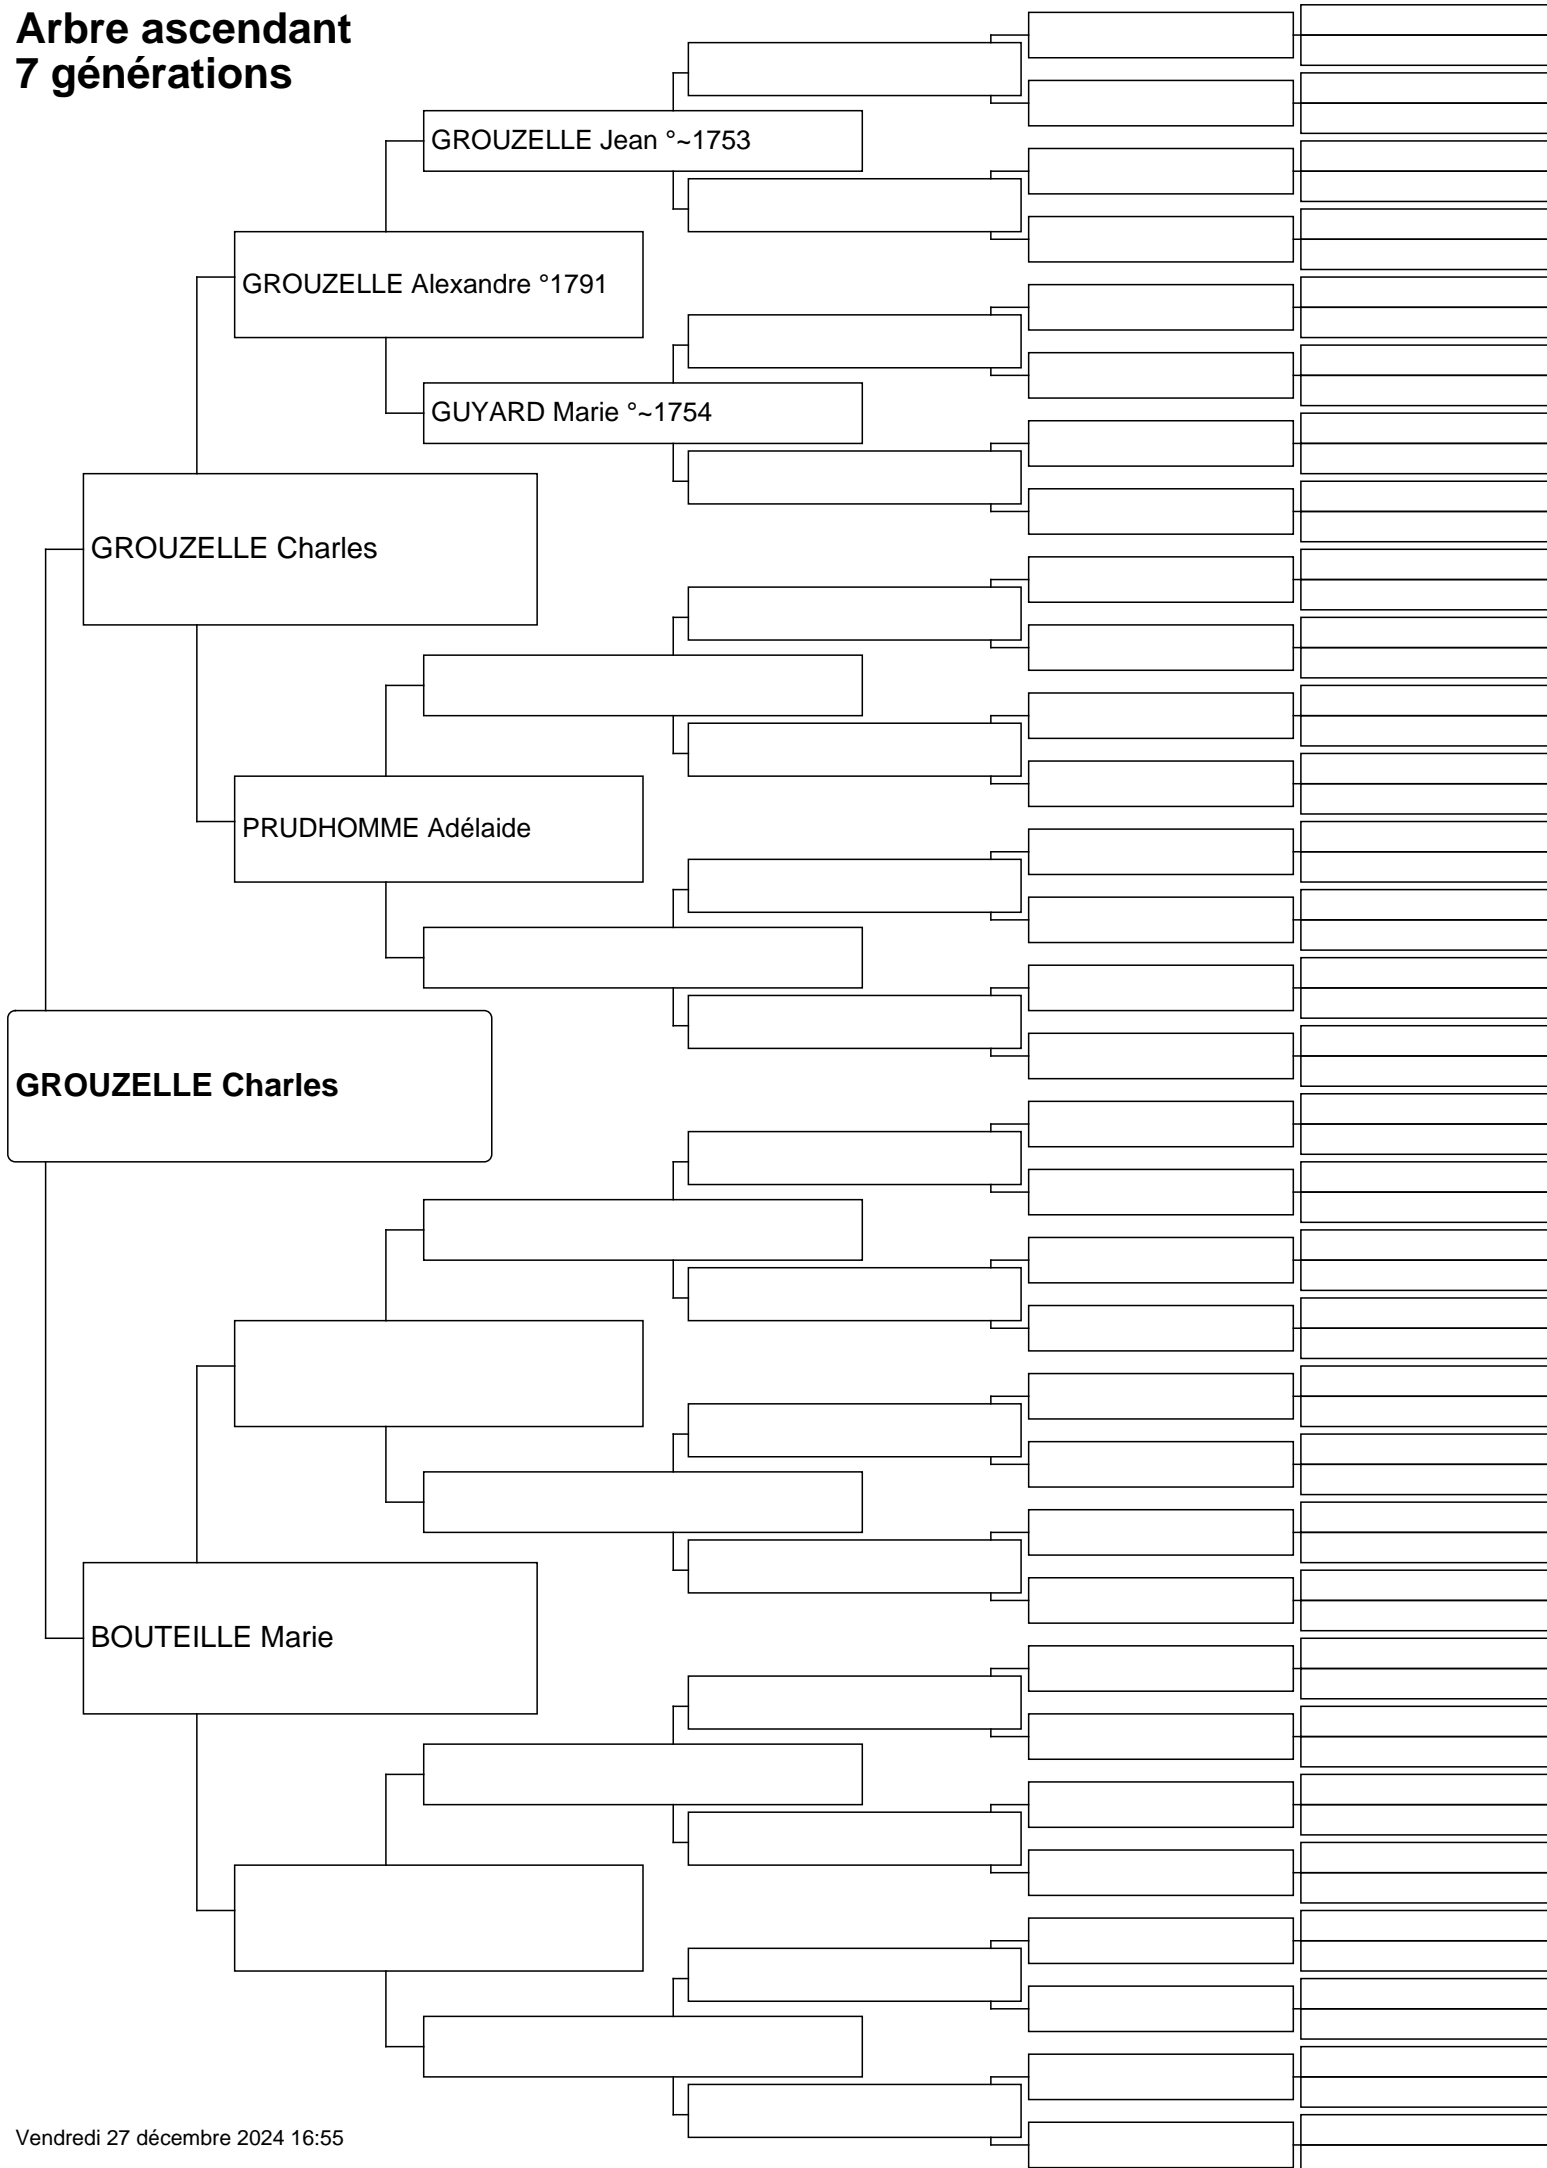 Arbre ascendant
7 générations
GROUZELLE Jean °~1753
GROUZELLE Alexandre °1791
GUYARD Marie °~1754
GROUZELLE Charles
PRUDHOMME Adélaide
GROUZELLE Charles
BOUTEILLE Marie
Vendredi 27 décembre 2024 16:55